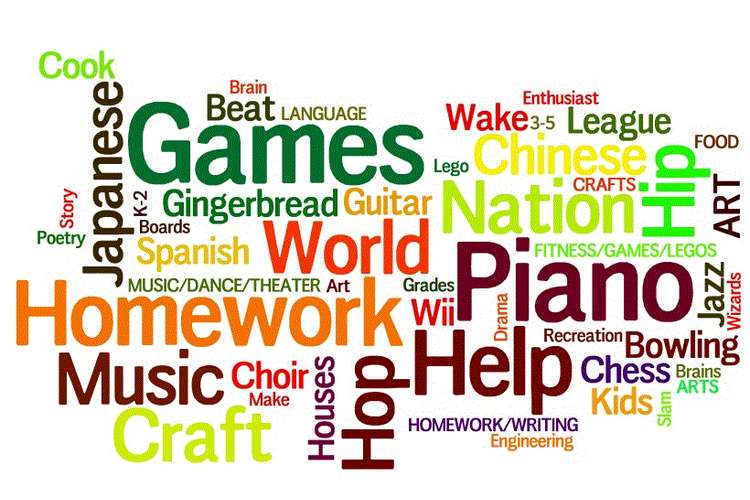 Cook
Brain
Enthusiast
Japanese
Beat
LANGUAGE
Wake
3-5
League
FOOD
Games
Chinese
Lego
Hip
CRAFTS
ART
Story
K-2
Gingerbread
Guitar
Nation
Poetry
Boards
Spanish
World
FITNESS/GAMES/LEGOS
Piano
Jazz
MUSIC/DANCE/THEATER
Art
Grades
Wizards
Homework
Wii
Drama
Recreation
Bowling
Help
Music
Choir
Houses
Hop
Chess
Brains
ARTS
Make
Kids
Slam
Craft
HOMEWORK/WRITING
Engineering